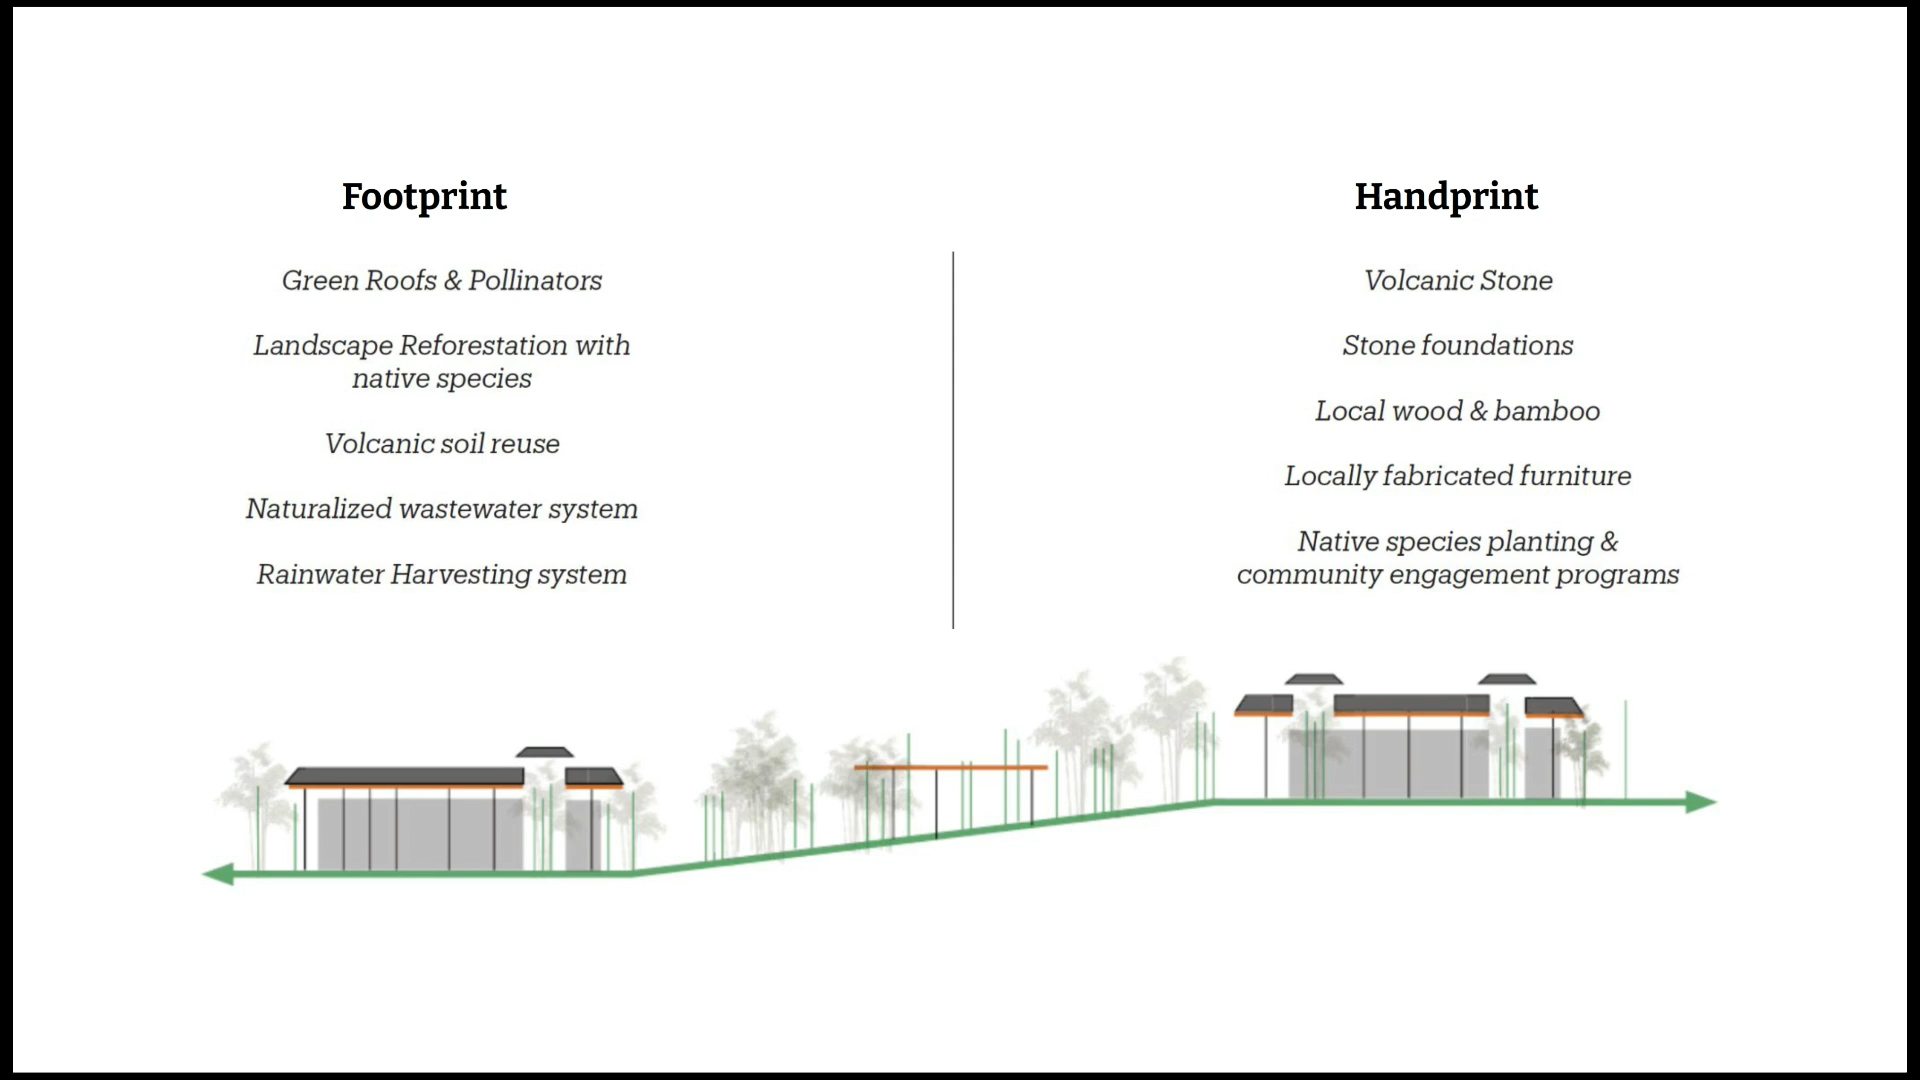 Footprint
Green Roofs & Pollinators
Landscape Reforestation with
native species
Volcanic soil reuse
Naturalized wastewater system
Rainwater Harvesting system
Handprint
Volcanic Stone
Stone foundations
Local wood & bamboo
Locally fabricated furniture
Native species planting &
community engagement programs